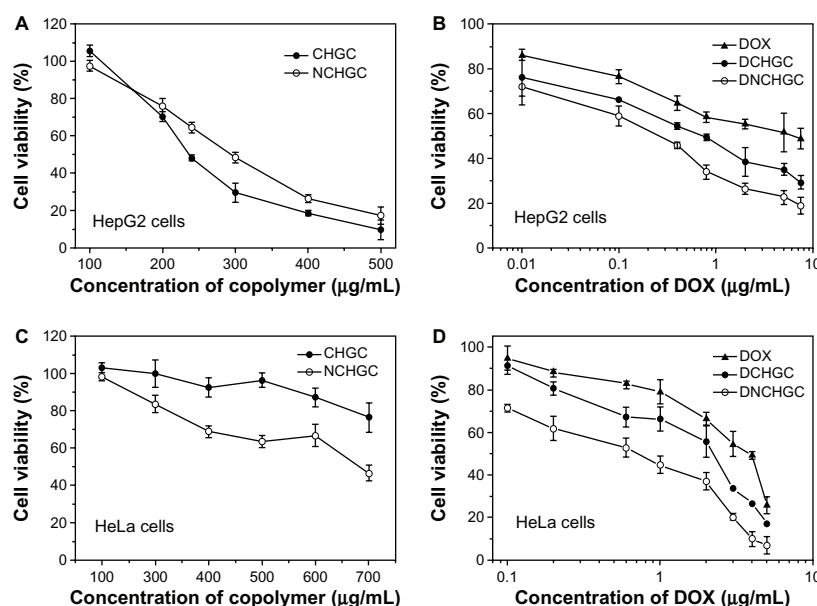 A
120
100
80
60
40
20
0
Cell viability (%)
CHGC
NCHGC
HepG2 cells
100 200 300 400 500
Concentration of copolymer (μg/mL)
B
100
80
60
40
20
0
Cell viability (%)
DOX
DCHGC
DNCHGC
HepG2 cells
0.01 0.1 1 10
Concentration of DOX (μg/mL)
C
120
100
80
60
40
20
0
Cell viability (%)
CHGC
NCHGC
HeLa cells
100 300 400 500 600 700
Concentration of copolymer (μg/mL)
D
100
80
60
40
20
0
Cell viability (%)
DOX
DCHGC
DNCHGC
HeLa cells
0.1 1 10
Concentration of DOX (μg/mL)